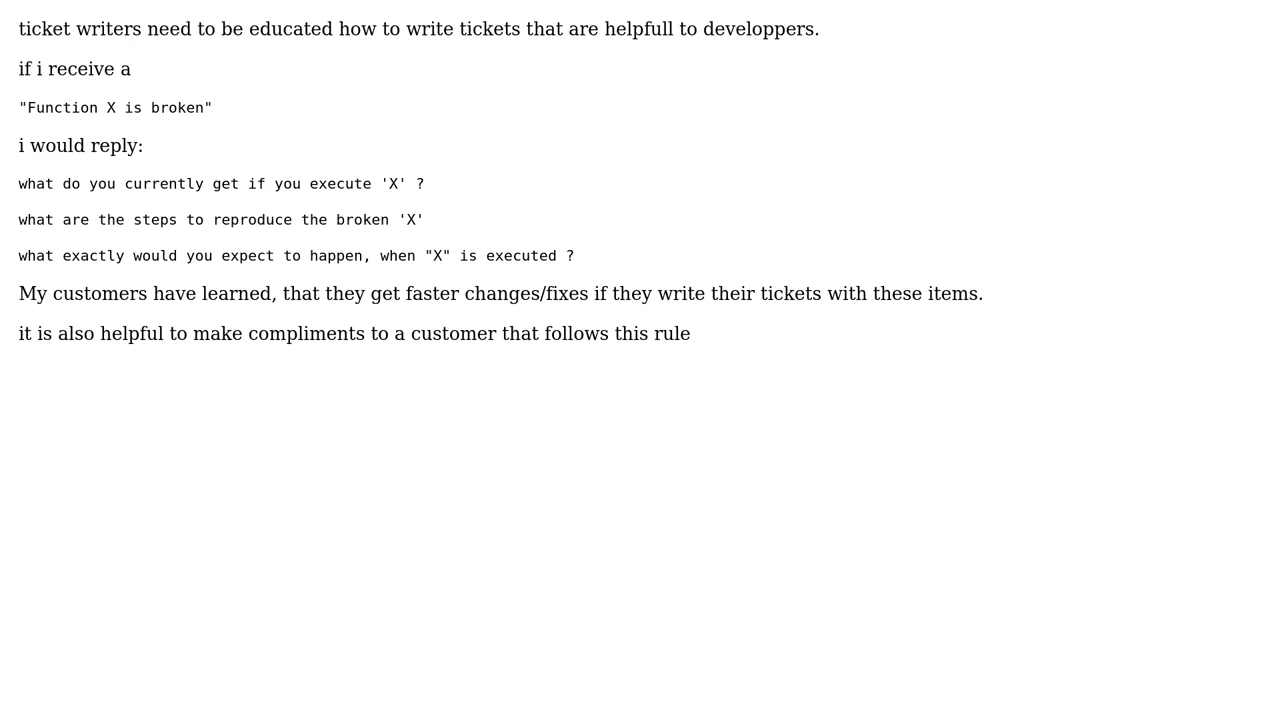 ticket writers need to be educated how to write tickets that are helpfull to developpers.
if i receive a
"Function X is broken"
i would reply:
what do you currently get if you execute 'X' ?
what are the steps to reproduce the broken 'X'
what exactly would you expect to happen, when "X" is executed ?
My customers have learned, that they get faster changes/fixes if they write their tickets with these items.
it is also helpful to make compliments to a customer that follows this rule